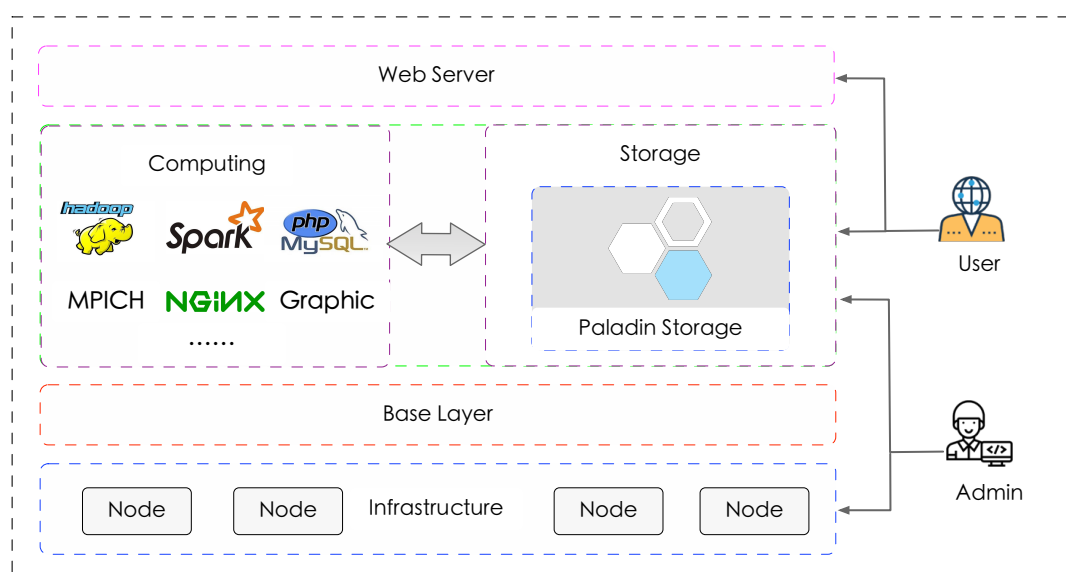 Web Server
Computing
Storage
hadoop
Spark
php
MySQL
MPICH
NGINX
Graphic
......
Paladin Storage
User
Base Layer
Admin
</>
Node
Node
Infrastructure
Node
Node